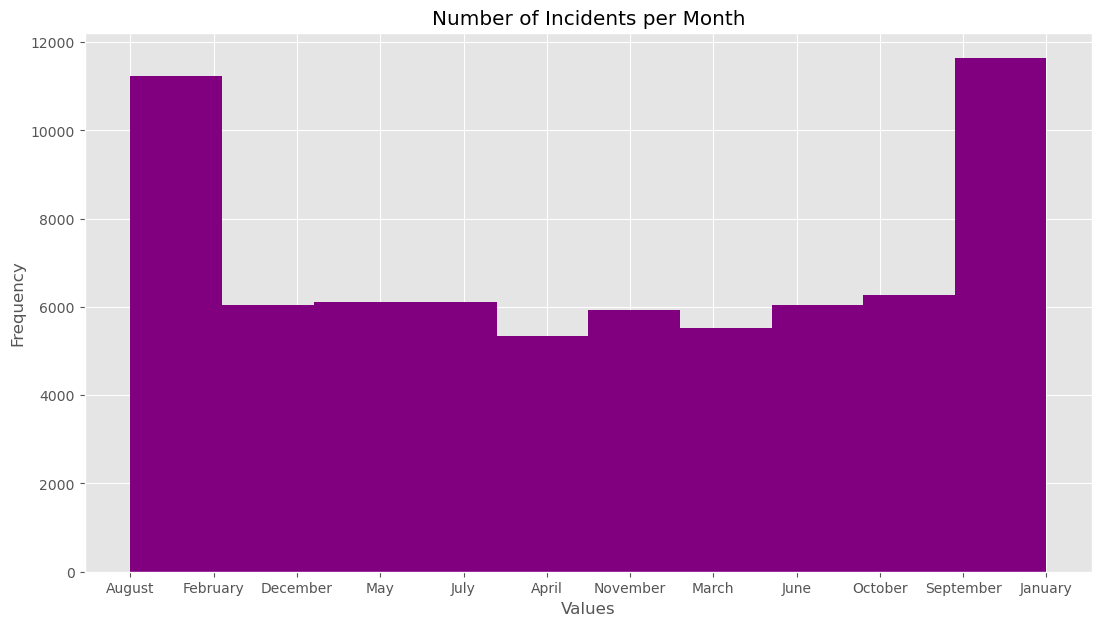 Number of Incidents per Month
12000
10000
8000
6000
4000
2000
0
Frequency
August February December May July April November March June October September January
Values